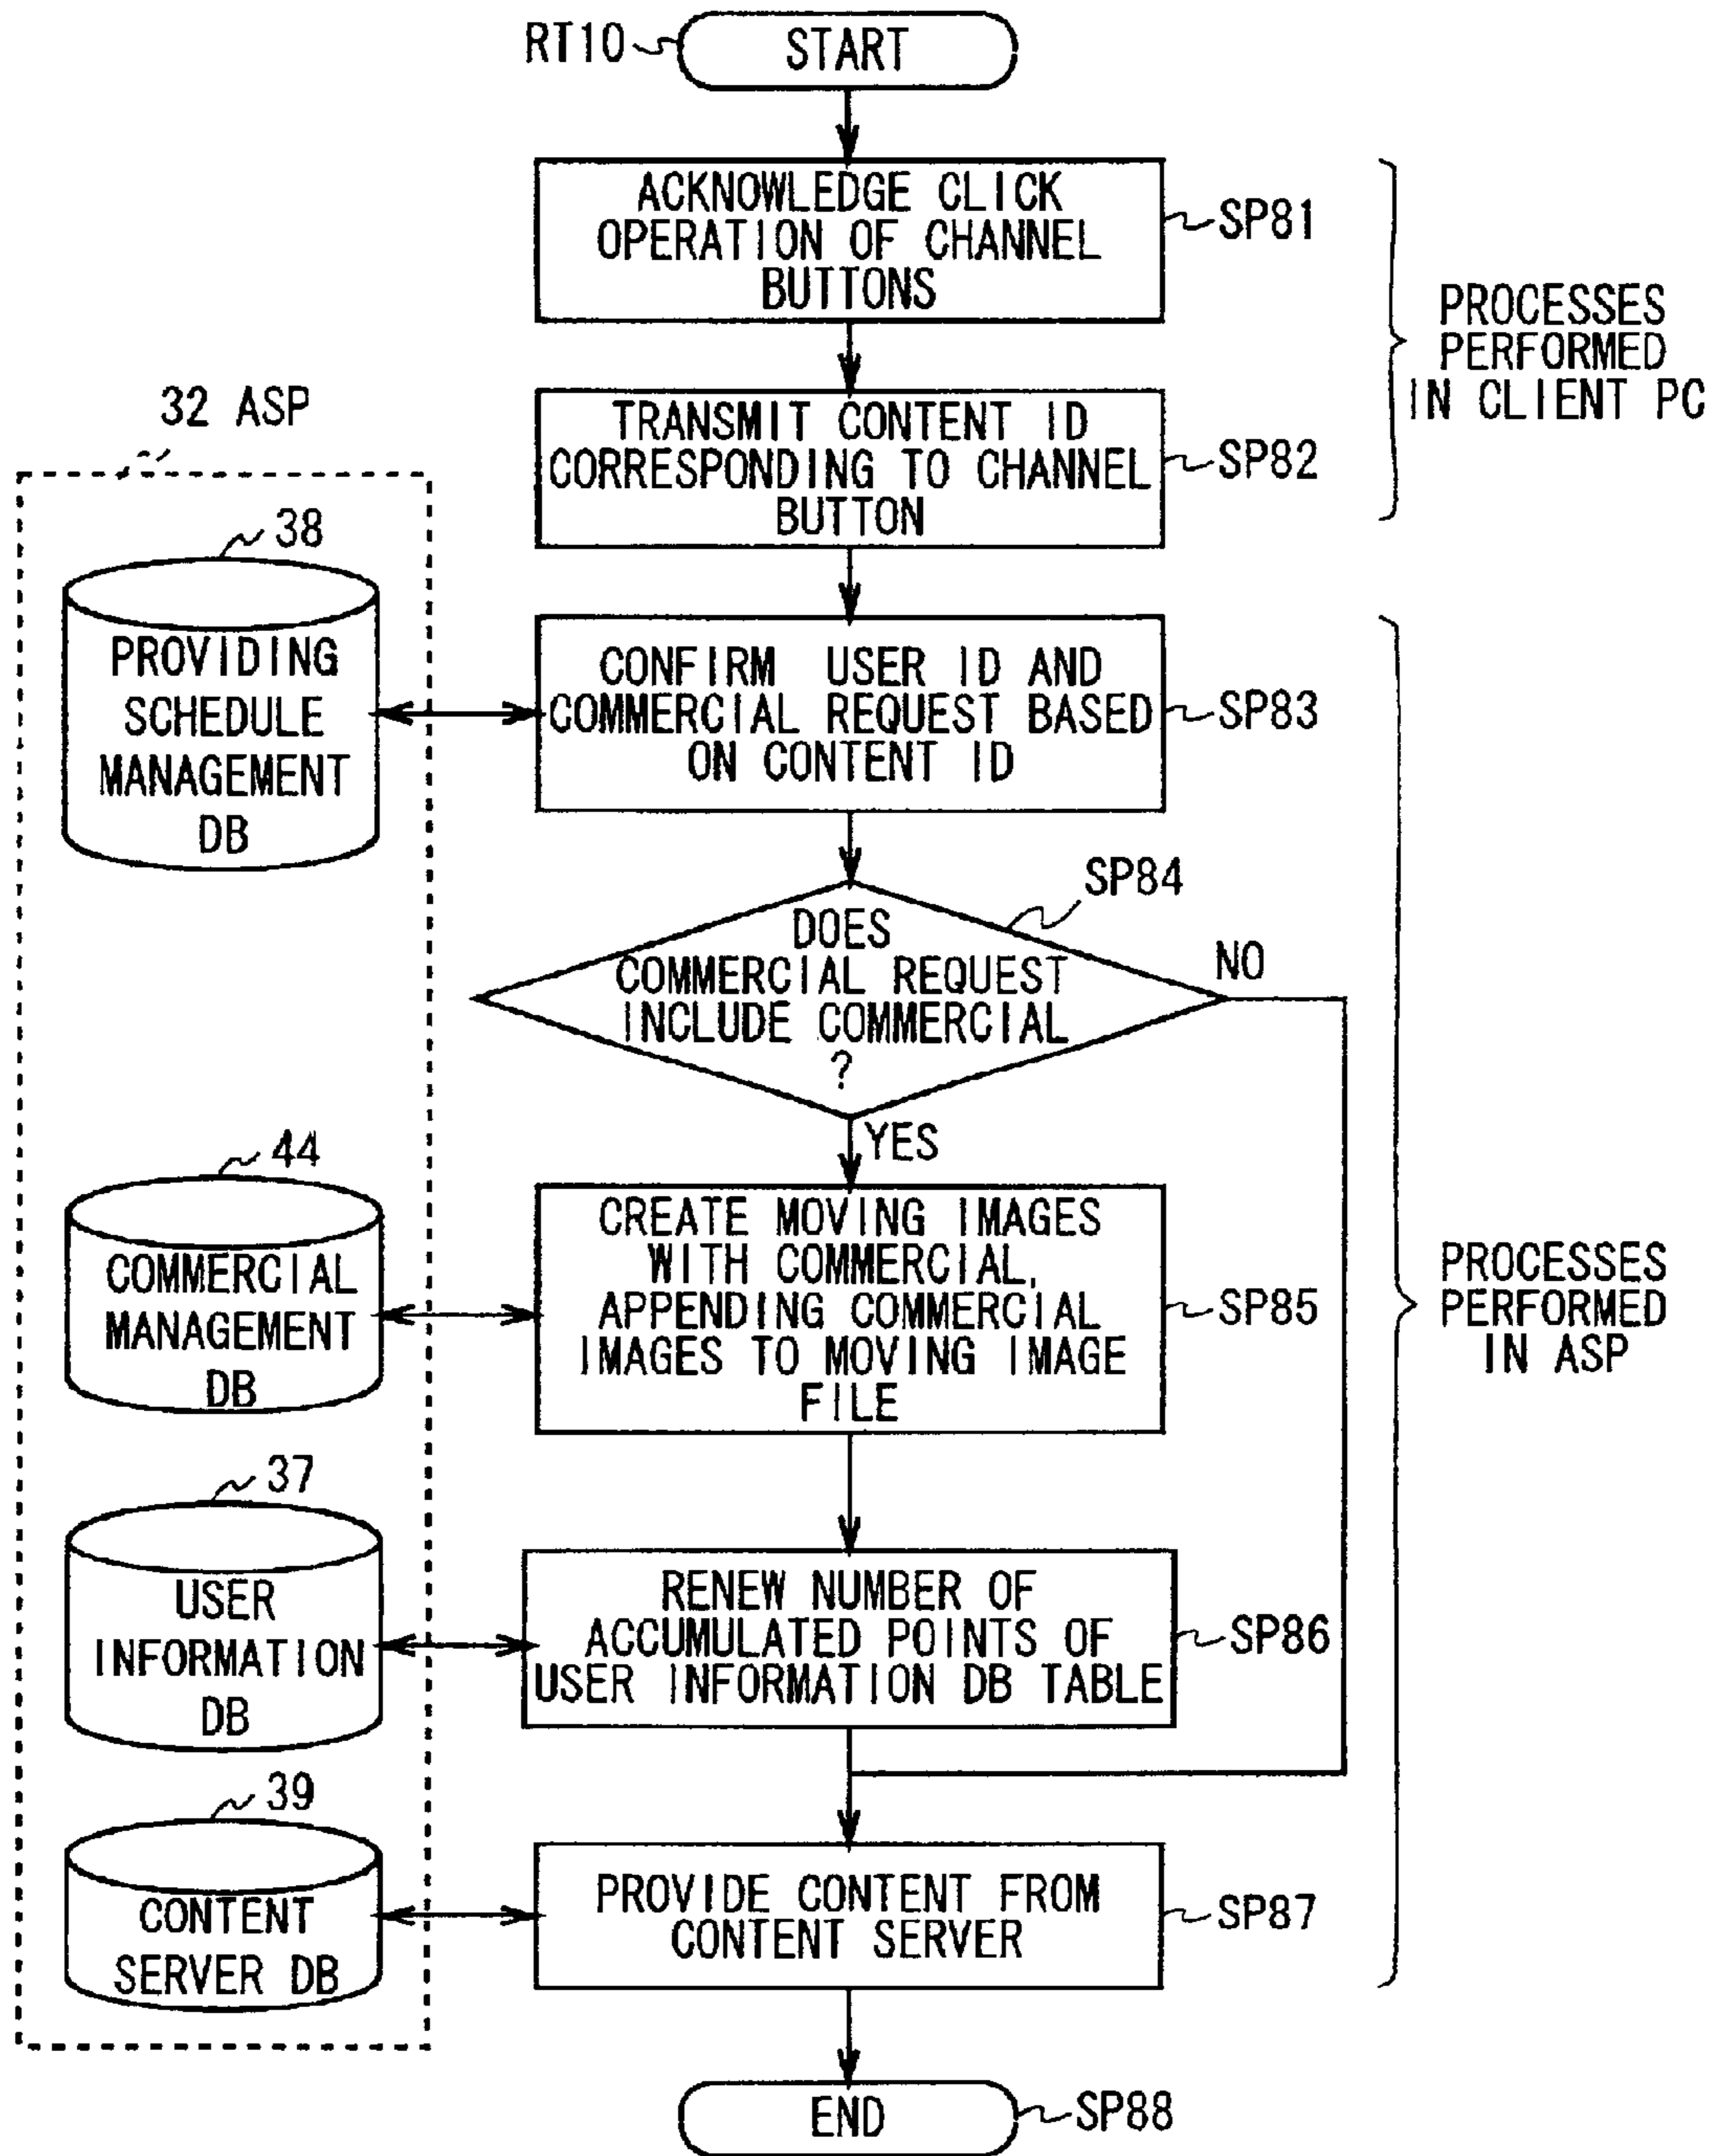 RT10
START
ACKNOWLEDGE CLICK
OPERATION OF CHANNEL
BUTTONS
SP81
PROCESSES
PERFORMED
IN CLIENT PC
TRANSMIT CONTENT ID
CORRESPONDING TO CHANNEL
BUTTON
SP82
32 ASP
38
PROVIDING
SCHEDULE
MANAGEMENT
DB
CONFIRM USER ID AND
COMMERCIAL REQUEST BASED
ON CONTENT ID
SP83
SP84
DOES
COMMERCIAL REQUEST
INCLUDE COMMERCIAL
?
NO
YES
44
COMMERCIAL
MANAGEMENT
DB
CREATE MOVING IMAGES
WITH COMMERCIAL,
APPENDING COMMERCIAL
IMAGES TO MOVING IMAGE
FILE
SP85
PROCESSES
PERFORMED
IN ASP
37
USER
INFORMATION
DB
RENEW NUMBER OF
ACCUMULATED POINTS OF
USER INFORMATION DB TABLE
SP86
39
CONTENT
SERVER DB
PROVIDE CONTENT FROM
CONTENT SERVER
SP87
END
SP88